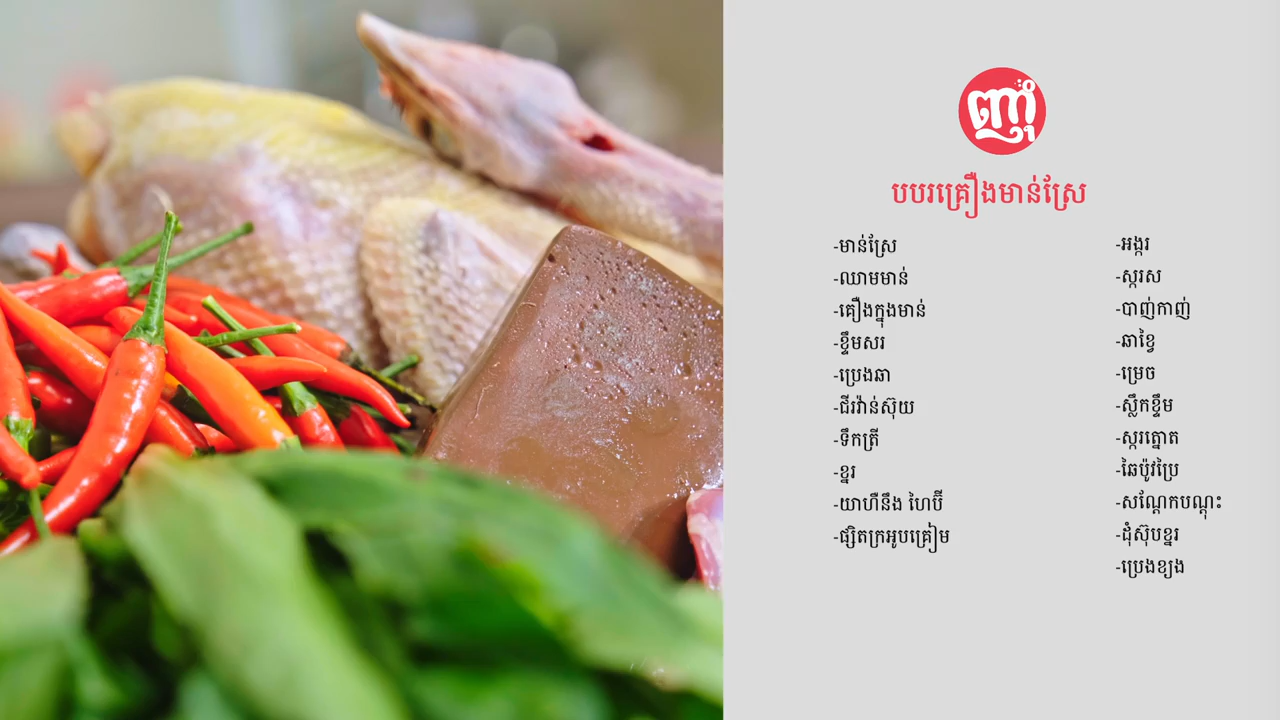 ញ៉ាំ
បបរគ្រឿងមាន់ស្រែ
-មាន់ស្រែ
-ឈាមមាន់
-គ្រឿងក្នុងមាន់
-ខ្ទឹមសរ
-ប្រេងឆា
-ជីរវ៉ាន់ស៊ុយ
-ទឹកត្រី
-ខ្នរ
-យាហឺនឹង ហៃប៊ី
-ផ្សិតក្រអូបគ្រៀម
-អង្ករ
-ស្ករស
-បាញ់កាញ់
-ឆាខ្វៃ
-ម្រេច
-ស្លឹកខ្ទឹម
-ស្ករត្នោត
-ឆៃប៉ូវប្រៃ
-សណ្តែកបណ្តុះ
-ដុំស៊ុបខ្នរ
-ប្រេងខ្យង